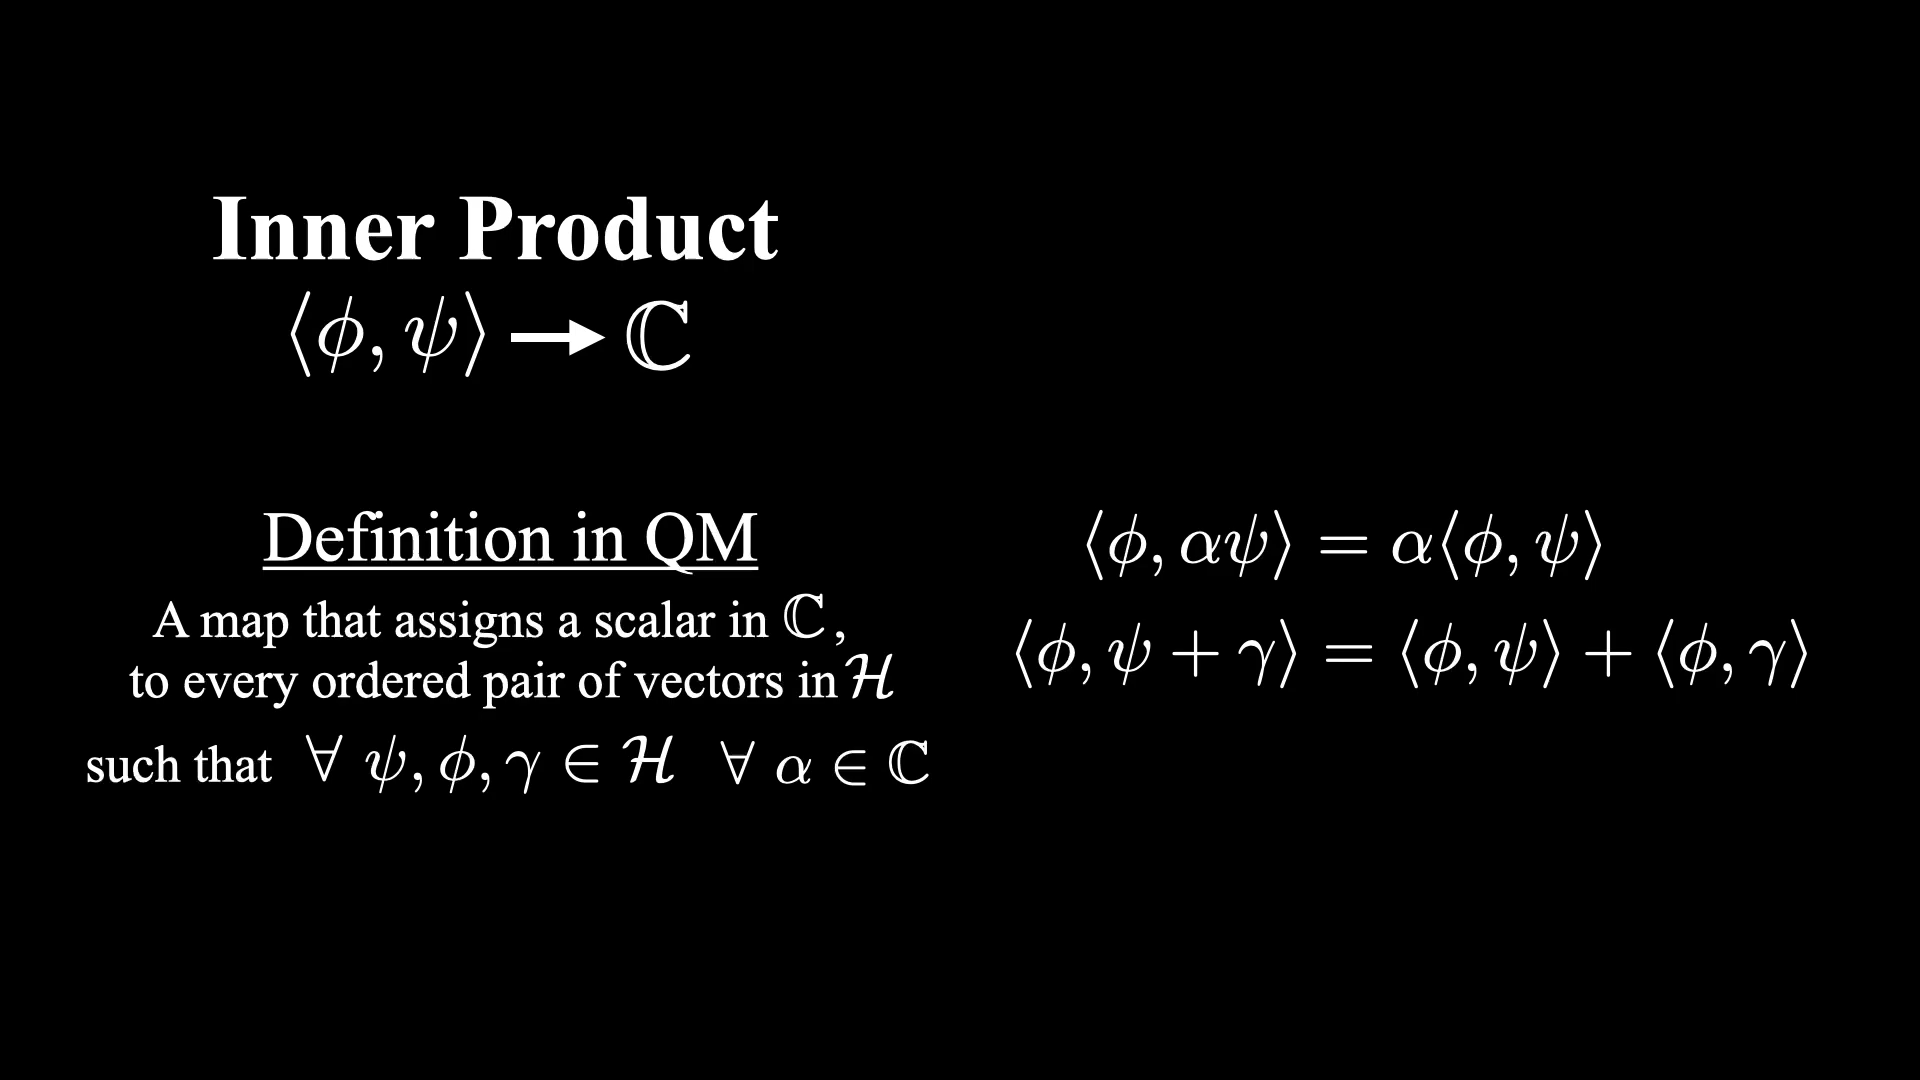 Inner Product
⟨ϕ, ψ⟩ → ℂ
Definition in QM
A map that assigns a scalar in ℂ,
to every ordered pair of vectors in ℋ
such that ∀ ψ, ϕ, γ ∈ ℋ ∀ α ∈ ℂ
⟨ϕ, αψ⟩ = α⟨ϕ, ψ⟩
⟨ϕ, ψ + γ⟩ = ⟨ϕ, ψ⟩ + ⟨ϕ, γ⟩